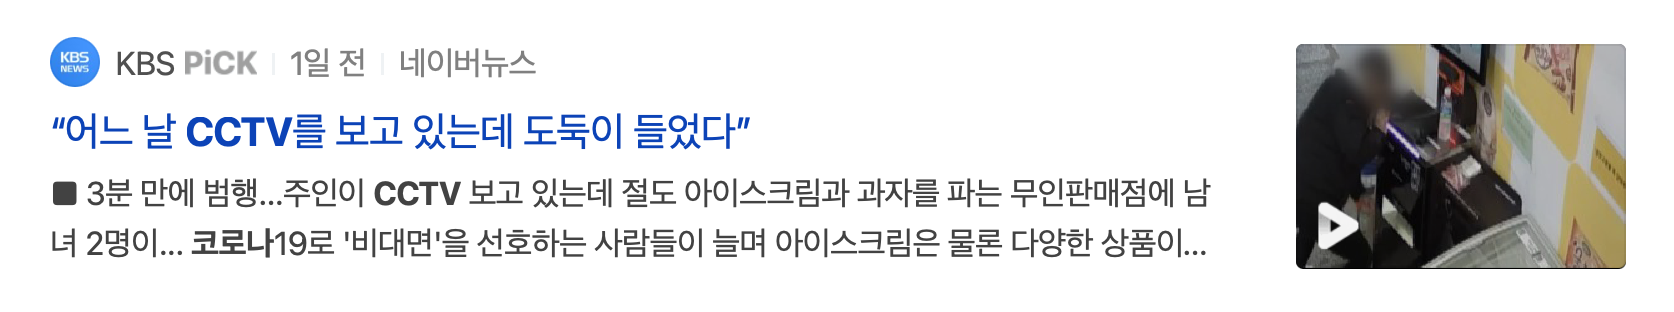 KBS NEWS
KBS PiCK 1일 전 네이버뉴스
“어느 날 CCTV를 보고 있는데 도둑이 들었다”
■ 3분 만에 범행...주인이 CCTV 보고 있는데 절도 아이스크림과 과자를 파는 무인판매점에 남
녀 2명이... 코로나19로 '비대면'을 선호하는 사람들이 늘며 아이스크림은 물론 다양한 상품이...